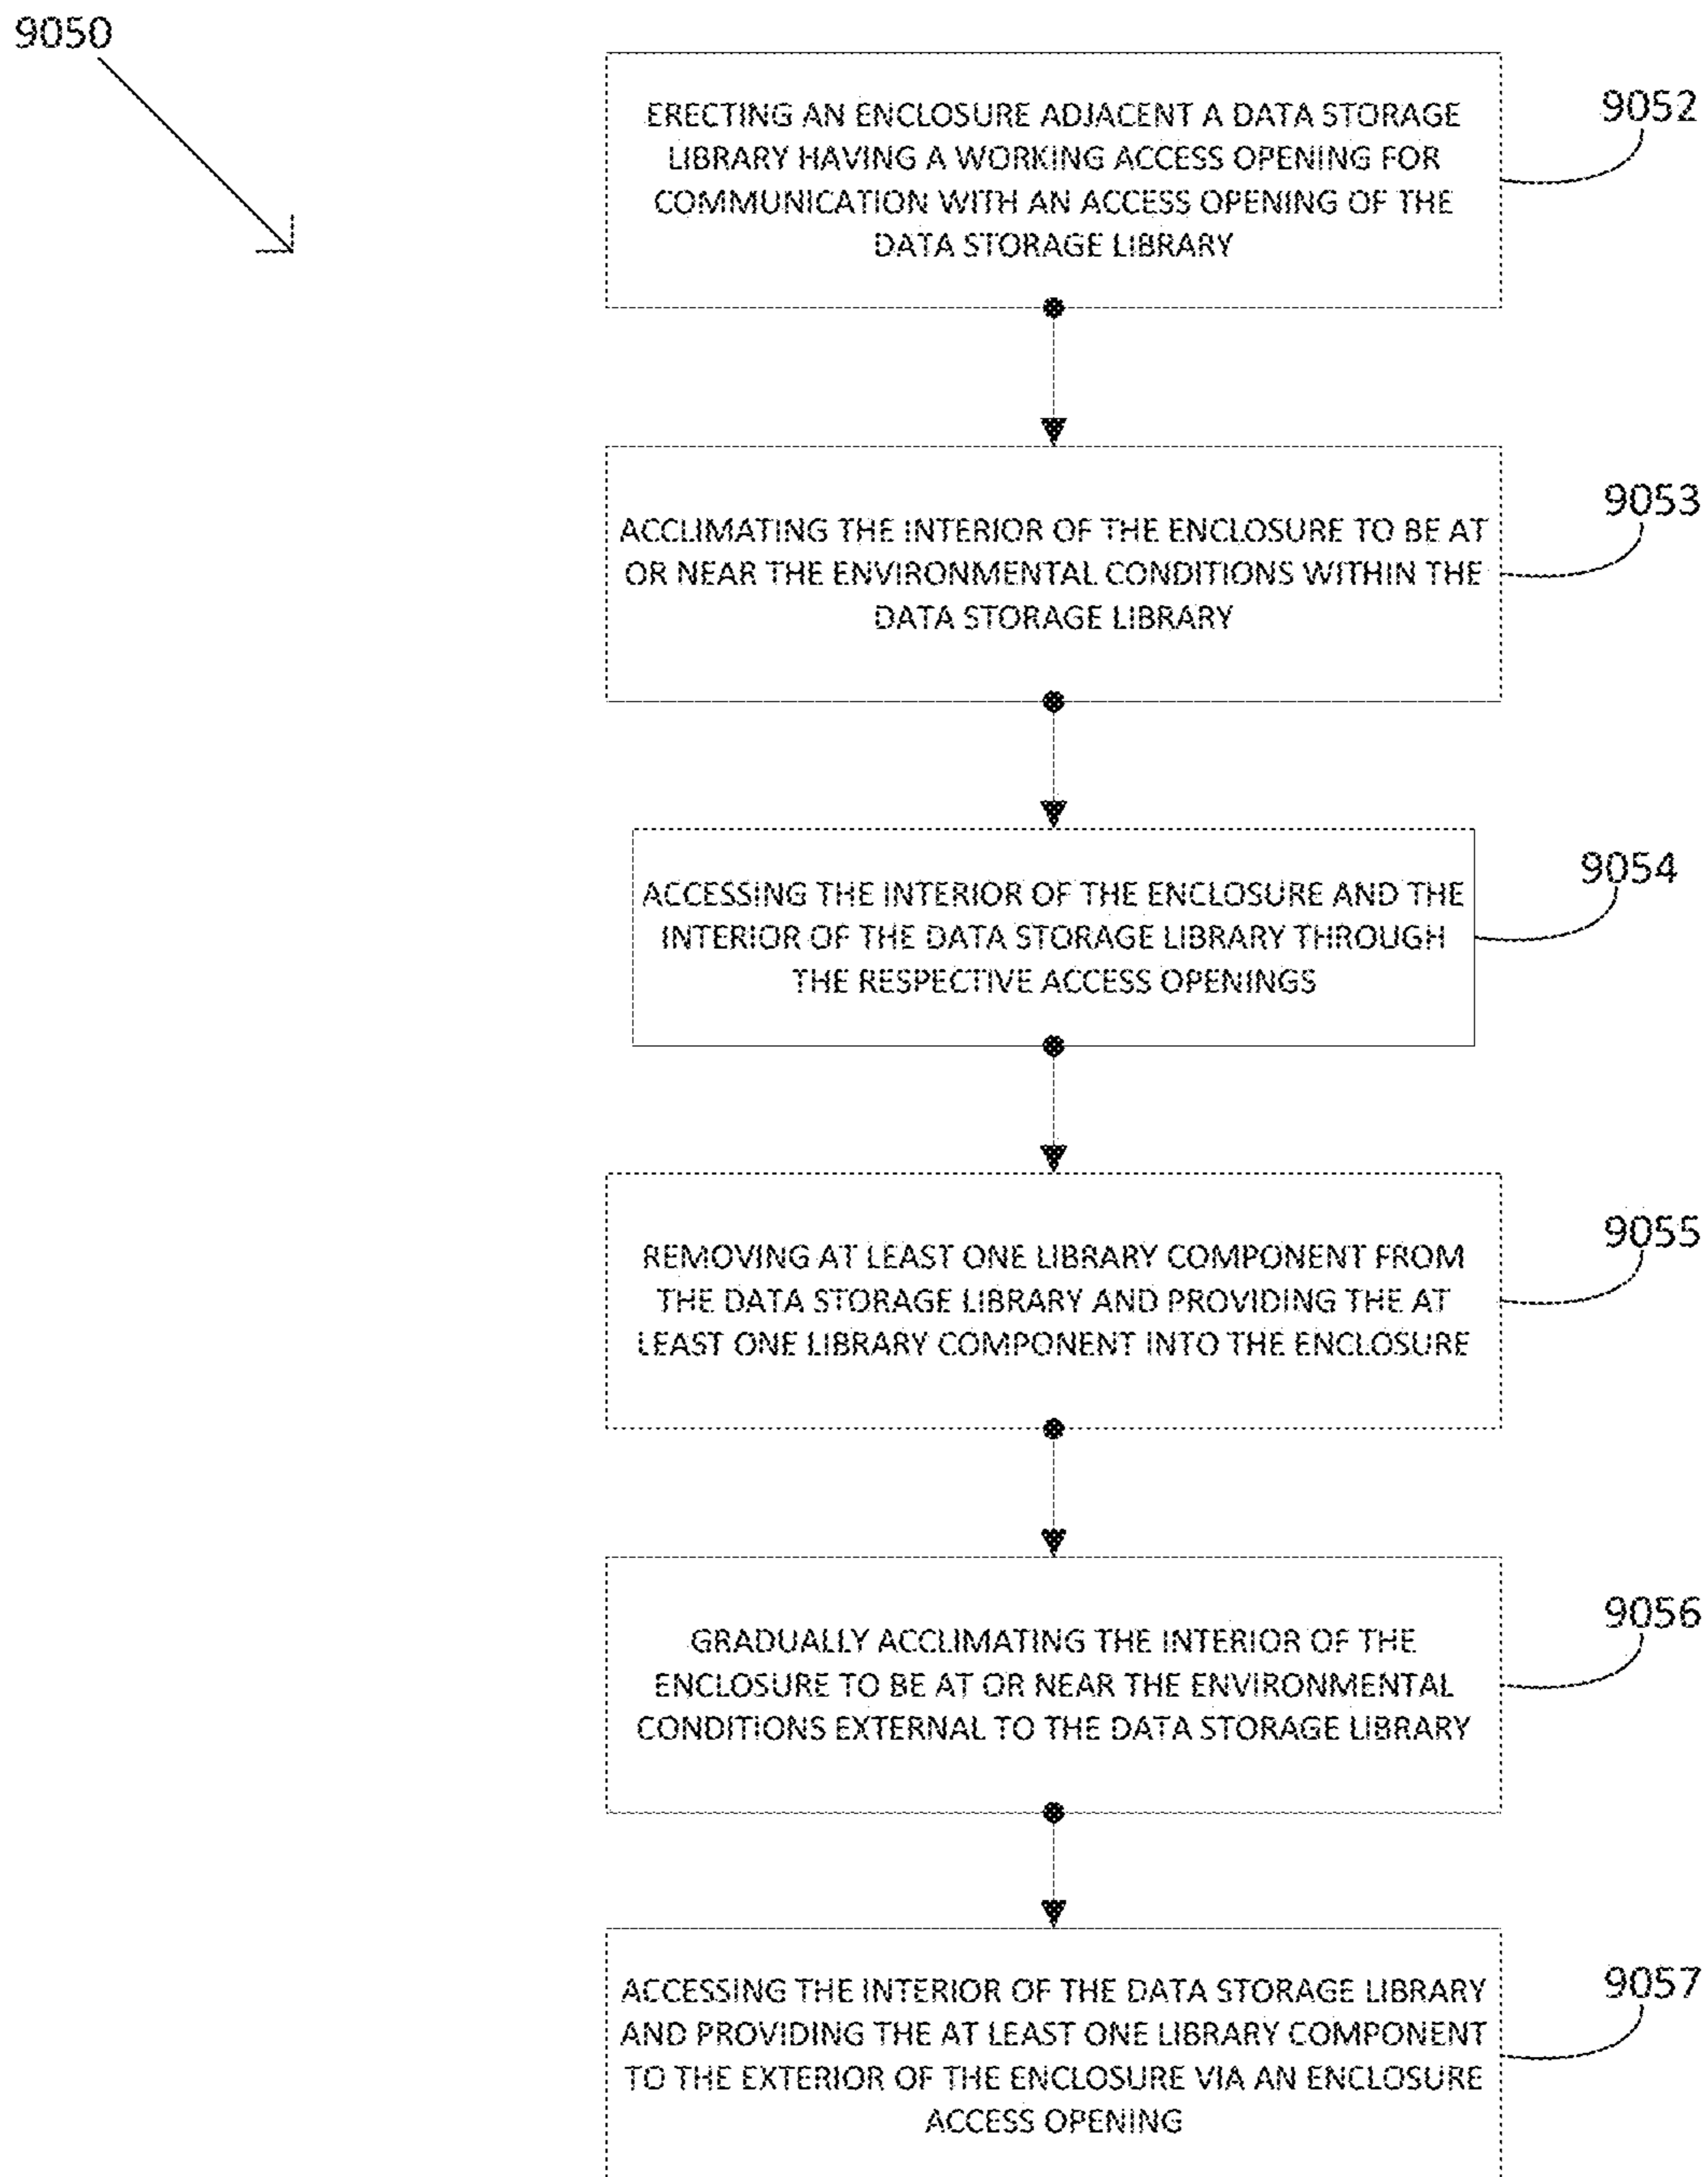 9050
ERECTING AN ENCLOSURE ADJACENT A DATA STORAGE
LIBRARY HAVING A WORKING ACCESS OPENING FOR
COMMUNICATION WITH AN ACCESS OPENING OF THE
DATA STORAGE LIBRARY
9052
ACCLIMATING THE INTERIOR OF THE ENCLOSURE TO BE AT
OR NEAR THE ENVIRONMENTAL CONDITIONS WITHIN THE
DATA STORAGE LIBRARY
9053
ACCESSING THE INTERIOR OF THE ENCLOSURE AND THE
INTERIOR OF THE DATA STORAGE LIBRARY THROUGH
THE RESPECTIVE ACCESS OPENINGS
9054
REMOVING AT LEAST ONE LIBRARY COMPONENT FROM
THE DATA STORAGE LIBRARY AND PROVIDING THE AT
LEAST ONE LIBRARY COMPONENT INTO THE ENCLOSURE
9055
GRADUALLY ACCLIMATING THE INTERIOR OF THE
ENCLOSURE TO BE AT OR NEAR THE ENVIRONMENTAL
CONDITIONS EXTERNAL TO THE DATA STORAGE LIBRARY
9056
ACCESSING THE INTERIOR OF THE DATA STORAGE LIBRARY
AND PROVIDING THE AT LEAST ONE LIBRARY COMPONENT
TO THE EXTERIOR OF THE ENCLOSURE VIA AN ENCLOSURE
ACCESS OPENING
9057